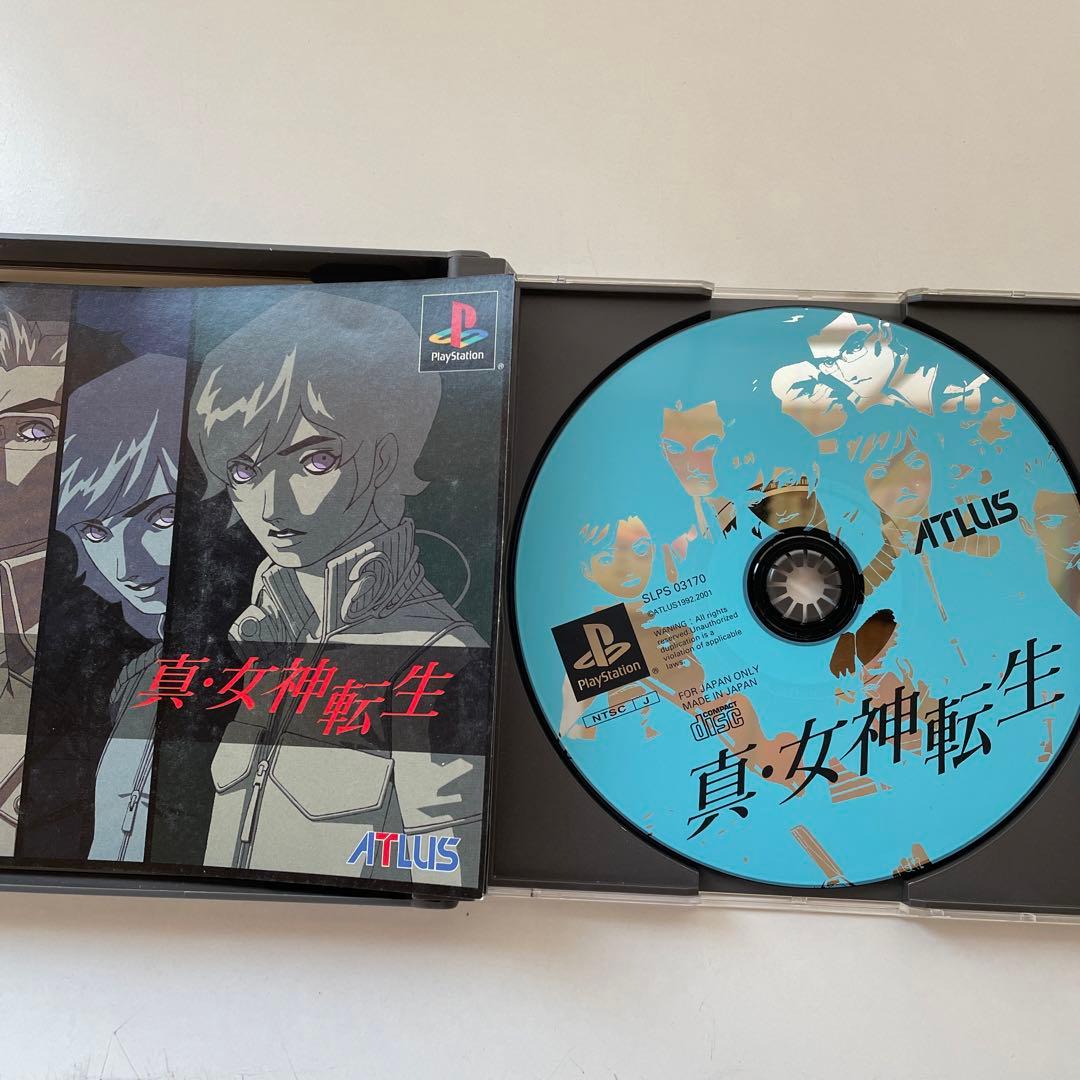 PlayStation
真・女神転生
ATLUS
ATLUS
SLPS 03170
©ATLUS1992.2001
WANING : All rights
reserved.Unauthorized
duplication is a
violation of applicable
laws.
PlayStation
NTSC J
FOR JAPAN ONLY
MADE IN JAPAN
COMPACT
disc
真・女神転生